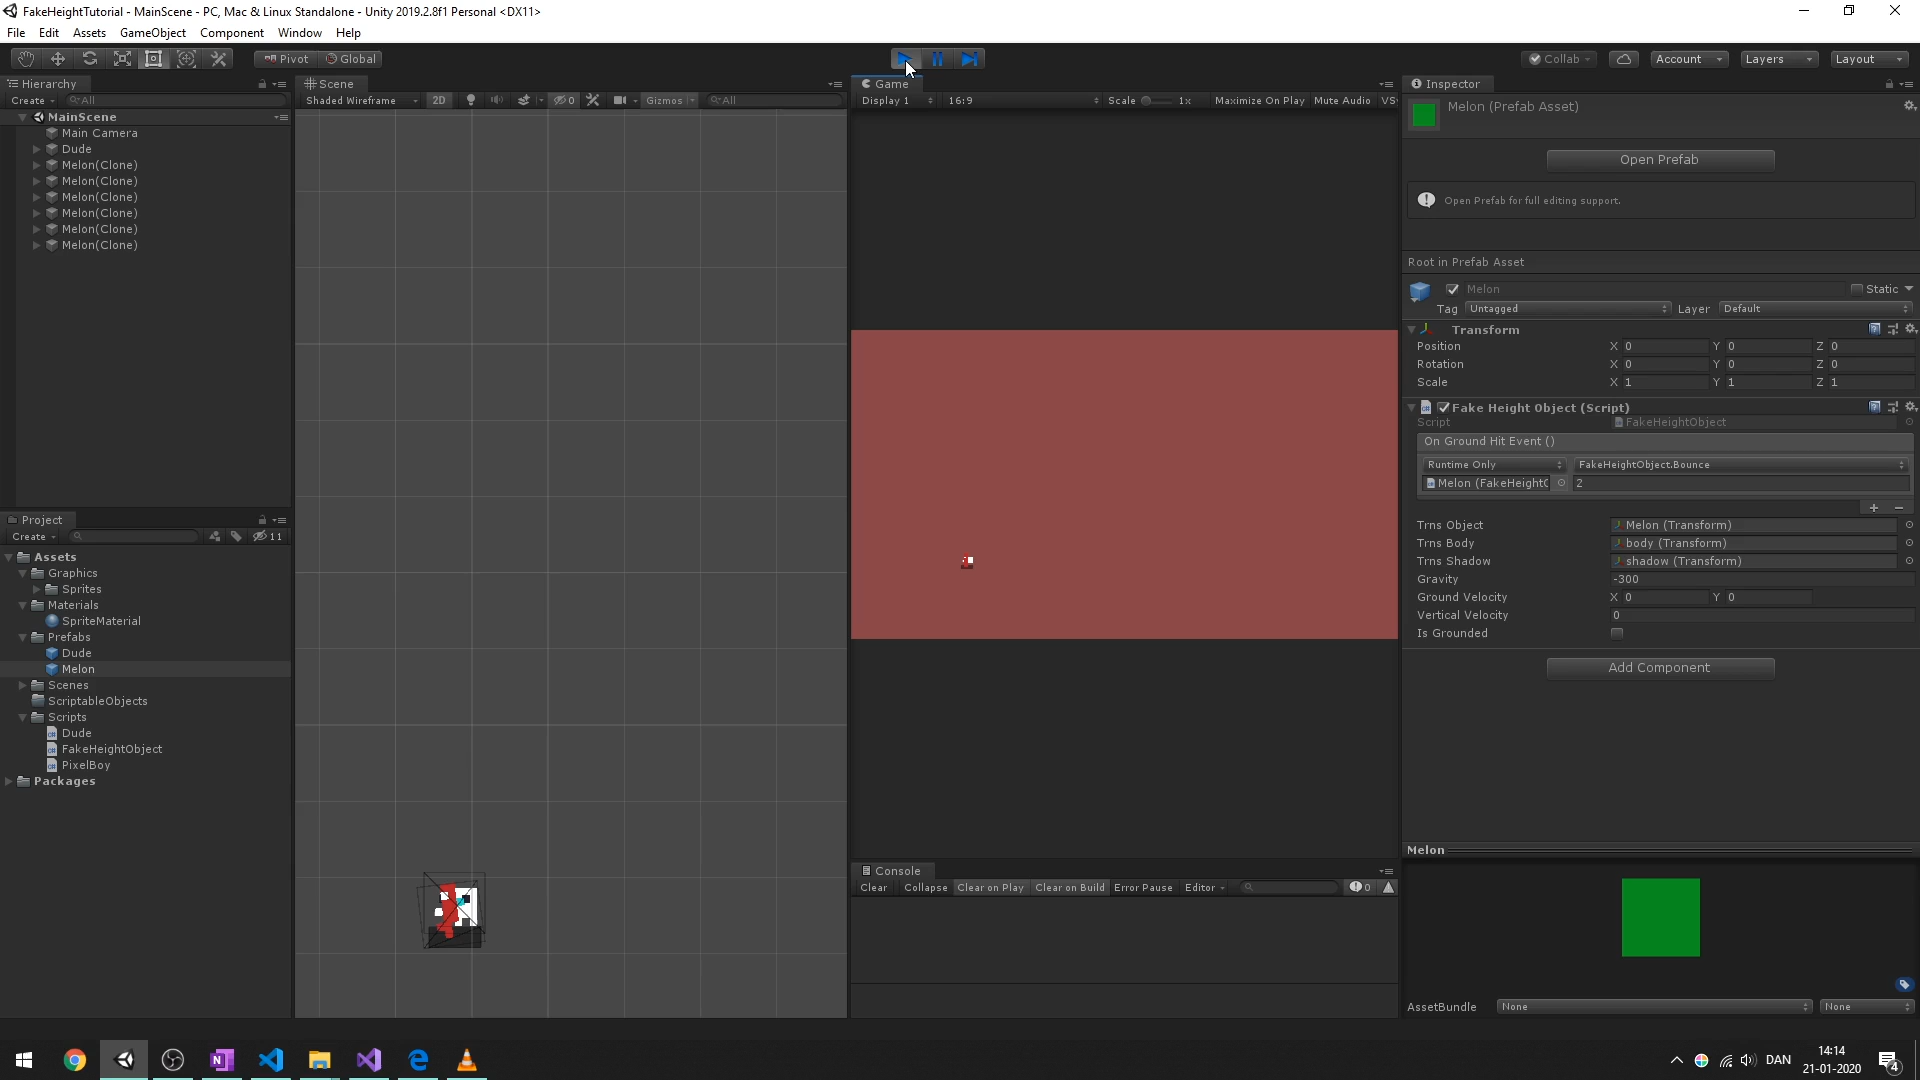 FakeHeightTutorial - MainScene - PC, Mac & Linux Standalone - Unity 2019.2.8f1 Personal <DX11>
File Edit Assets GameObject Component Window Help
Pivot Global Collab Account Layers Layout
Hierarchy
Create All
MainScene
Main Camera
Dude
Melon(Clone)
Melon(Clone)
Melon(Clone)
Melon(Clone)
Melon(Clone)
Melon(Clone)
Project
Create 11
Assets
Graphics
Sprites
Materials
SpriteMaterial
Prefabs
Dude
Melon
Scenes
ScriptableObjects
Scripts
Dude
FakeHeightObject
PixelBoy
Packages
Scene
Shaded Wireframe 2D 0 Gizmos All
Game
Display 1 16:9 Scale 1x Maximize On Play Mute Audio VS
Console
Clear Collapse Clear on Play Clear on Build Error Pause Editor 0
Inspector
Melon (Prefab Asset)
Open Prefab
Open Prefab for full editing support.
Root in Prefab Asset
Melon Static
Tag Untagged Layer Default
Transform
Position X 0 Y 0 Z 0
Rotation X 0 Y 0 Z 0
Scale X 1 Y 1 Z 1
Fake Height Object (Script)
Script FakeHeightObject
On Ground Hit Event ()
Runtime Only FakeHeightObject.Bounce
Melon (FakeHeightO 2
Trns Object Melon (Transform)
Trns Body body (Transform)
Trns Shadow shadow (Transform)
Gravity -300
Ground Velocity X 0 Y 0
Vertical Velocity 0
Is Grounded
Add Component
Melon
AssetBundle None None
DAN 14:14
21-01-2020 4